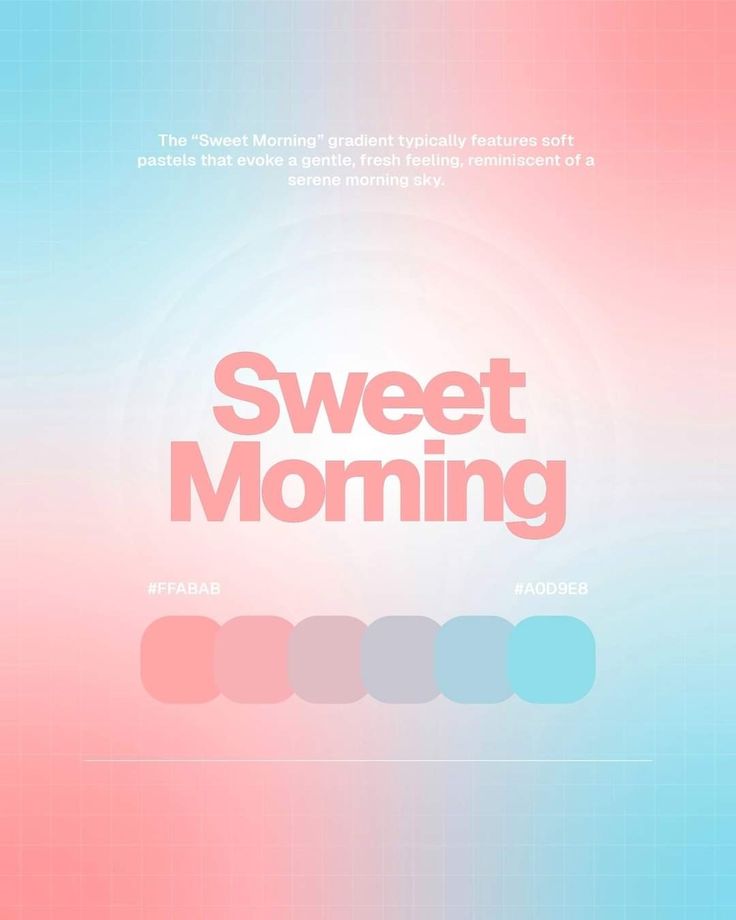 The “Sweet Morning” gradient typically features soft
pastels that evoke a gentle, fresh feeling, reminiscent of a
serene morning sky.
Sweet
Morning
#FFABAB
#A0D9E8